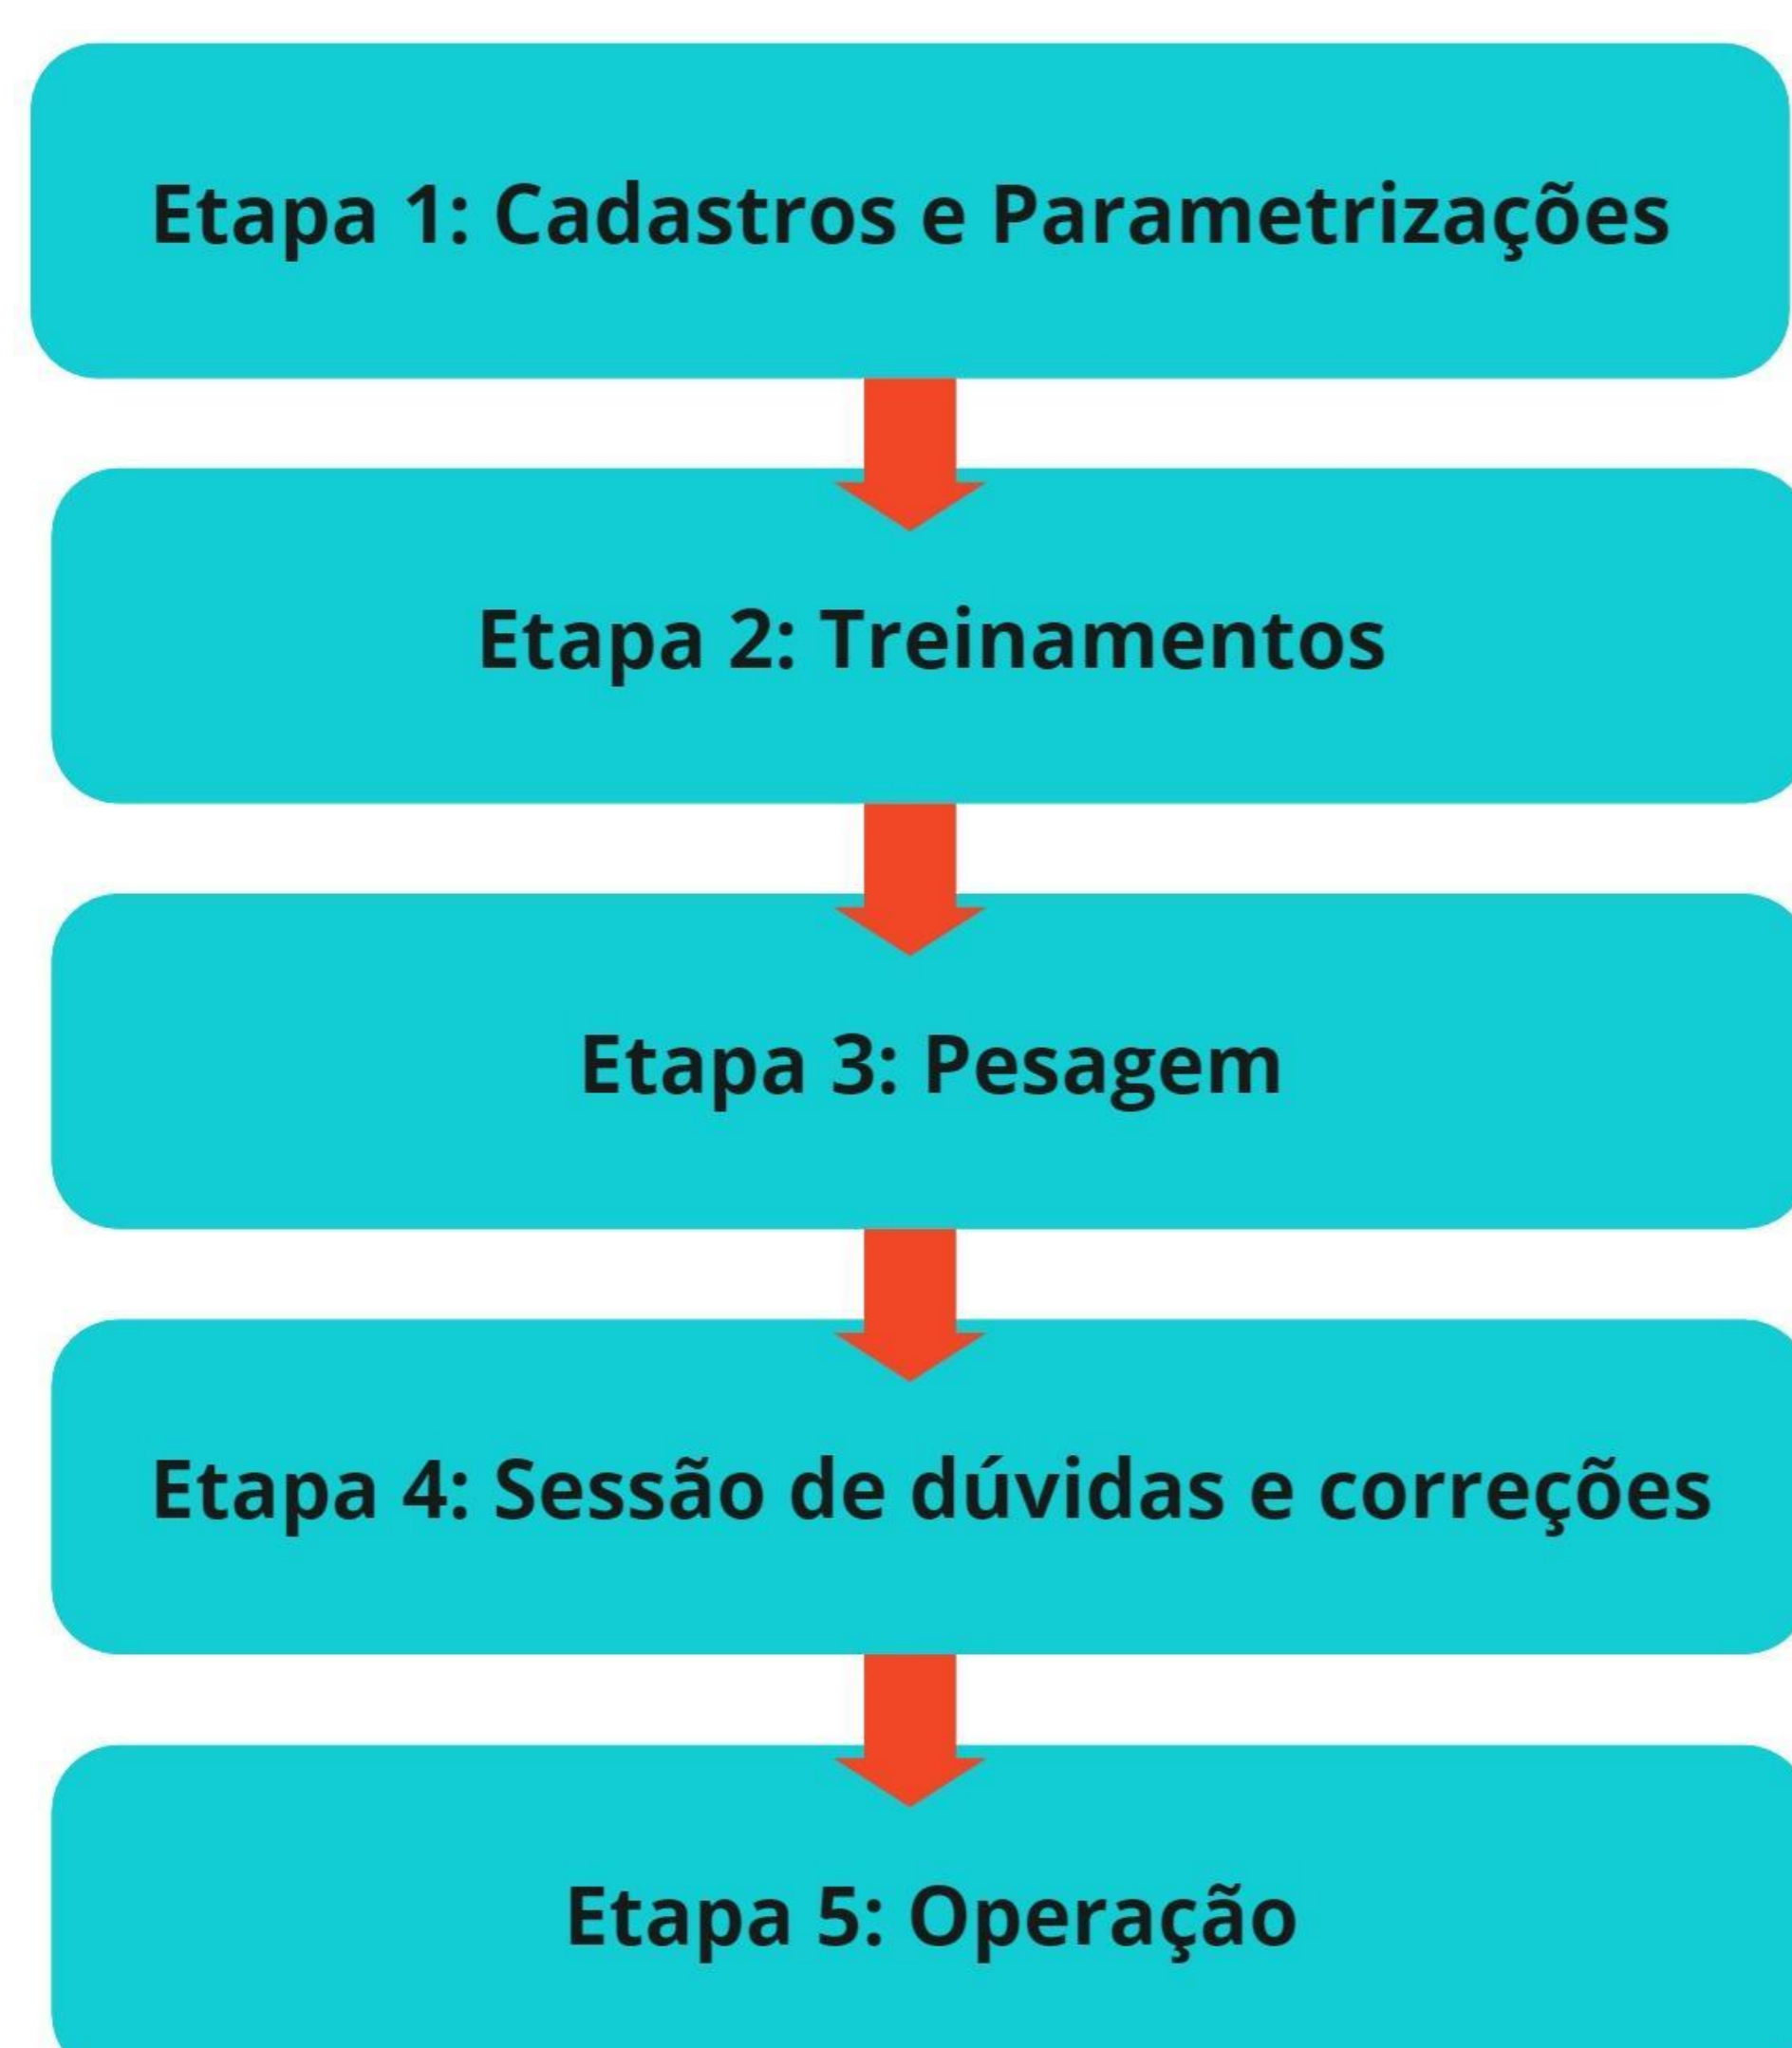 Etapa 1: Cadastros e Parametrizações
Etapa 2: Treinamentos
Etapa 3: Pesagem
Etapa 4: Sessão de dúvidas e correções
Etapa 5: Operação